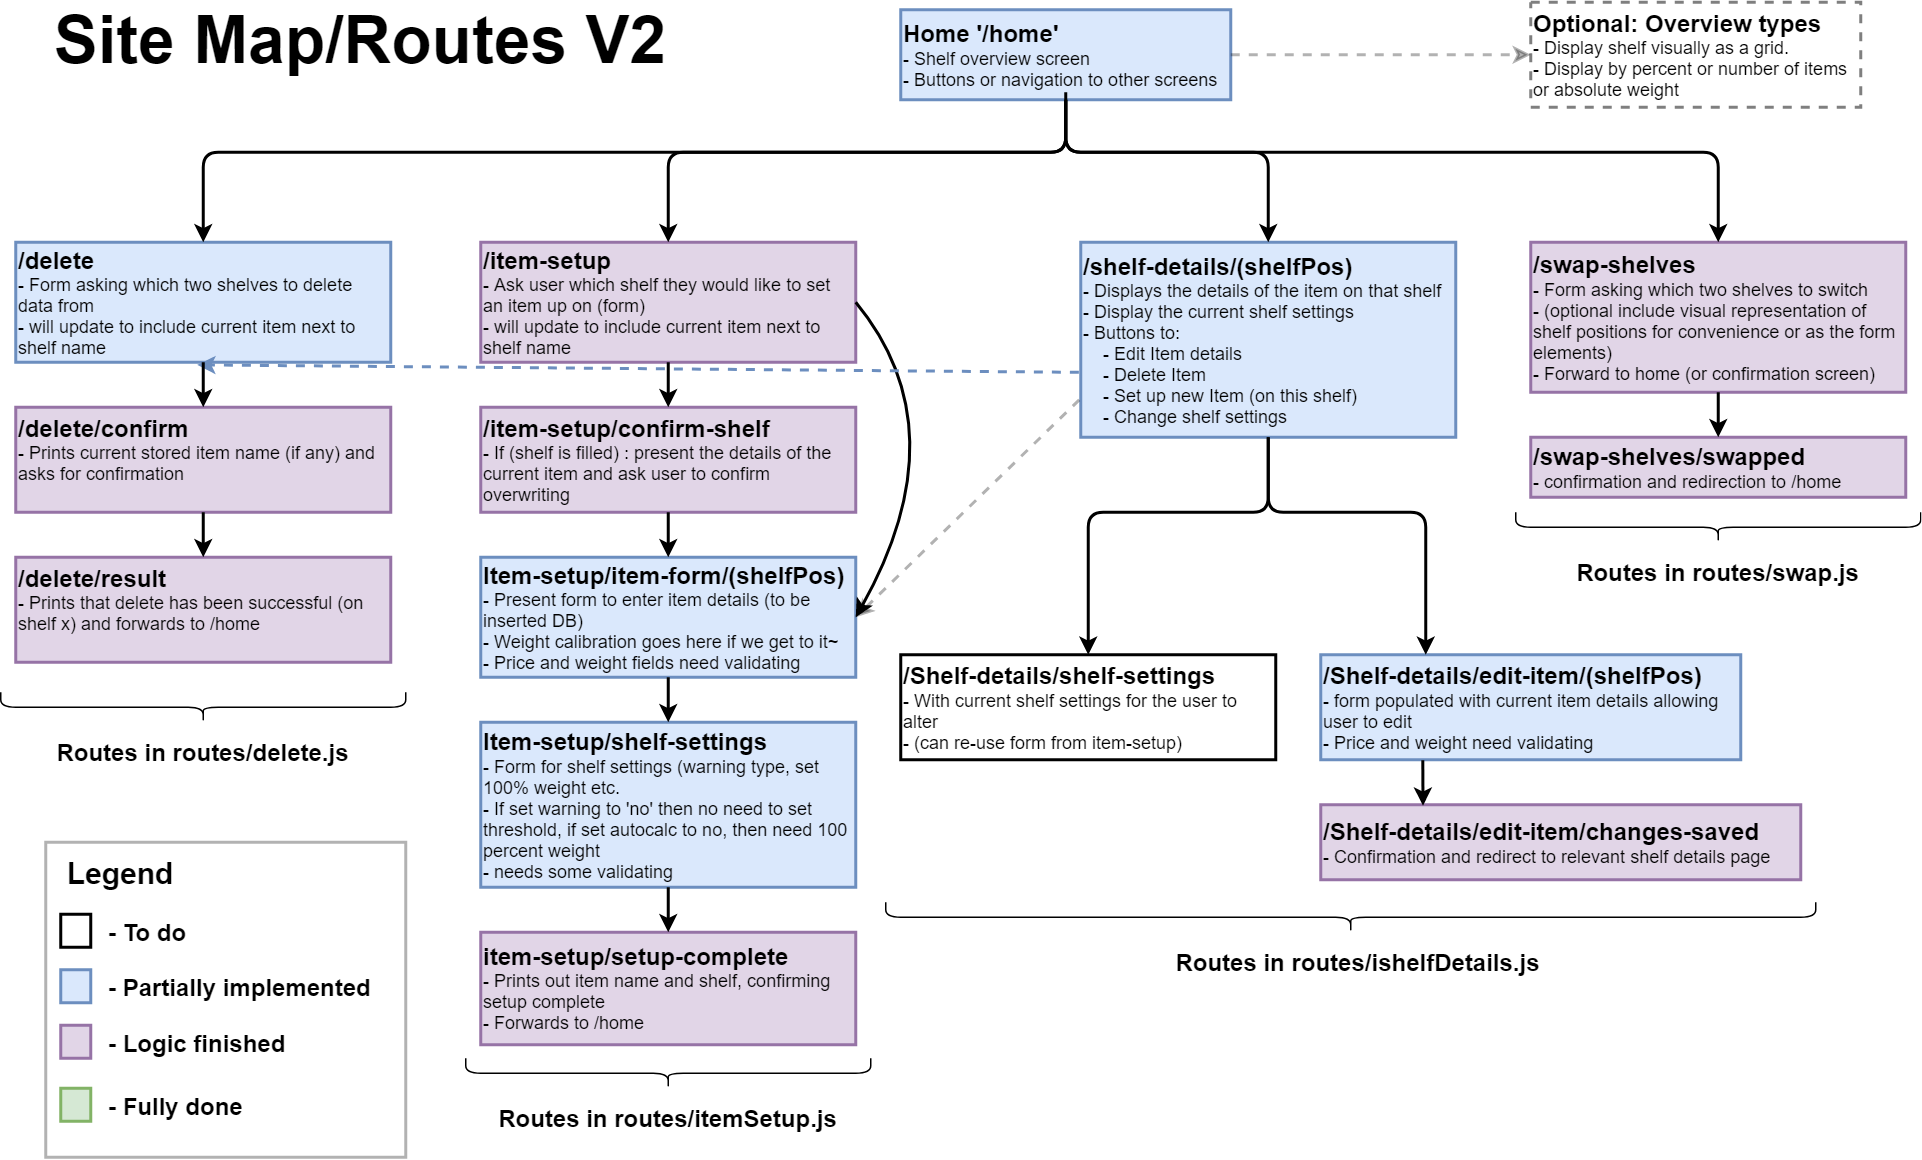 Site Map/Routes V2
Home '/home'
- Shelf overview screen
- Buttons or navigation to other screens
Optional: Overview types
- Display shelf visually as a grid.
- Display by percent or number of items
or absolute weight
/delete
- Form asking which two shelves to delete
data from
- will update to include current item next to
shelf name
/delete/confirm
- Prints current stored item name (if any) and
asks for confirmation
/delete/result
- Prints that delete has been successful (on
shelf x) and forwards to /home
Routes in routes/delete.js
/item-setup
- Ask user which shelf they would like to set
an item up on (form)
- will update to include current item next to
shelf name
/item-setup/confirm-shelf
- If (shelf is filled) : present the details of the
current item and ask user to confirm
overwriting
Item-setup/item-form/(shelfPos)
- Present form to enter item details (to be
inserted DB)
- Weight calibration goes here if we get to it~
- Price and weight fields need validating
Item-setup/shelf-settings
- Form for shelf settings (warning type, set
100% weight etc.
- If set warning to 'no' then no need to set
threshold, if set autocalc to no, then need 100
percent weight
- needs some validating
item-setup/setup-complete
- Prints out item name and shelf, confirming
setup complete
- Forwards to /home
Routes in routes/itemSetup.js
/shelf-details/(shelfPos)
- Displays the details of the item on that shelf
- Display the current shelf settings
- Buttons to:
- Edit Item details
- Delete Item
- Set up new Item (on this shelf)
- Change shelf settings
/Shelf-details/shelf-settings
- With current shelf settings for the user to
alter
- (can re-use form from item-setup)
/Shelf-details/edit-item/(shelfPos)
- form populated with current item details allowing
user to edit
- Price and weight need validating
/Shelf-details/edit-item/changes-saved
- Confirmation and redirect to relevant shelf details page
Routes in routes/ishelfDetails.js
/swap-shelves
- Form asking which two shelves to switch
- (optional include visual representation of
shelf positions for convenience or as the form
elements)
- Forward to home (or confirmation screen)
/swap-shelves/swapped
- confirmation and redirection to /home
Routes in routes/swap.js
Legend
- To do
- Partially implemented
- Logic finished
- Fully done